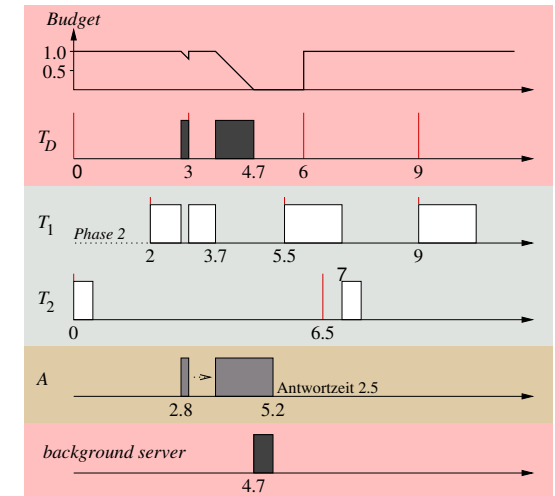 Budget
1.0
0.5
T_D
0 3 4.7 6 9
T_1
Phase 2
2 3.7 5.5 9
7
T_2
0 6.5
A
Antwortzeit 2.5
2.8 5.2
background server
4.7